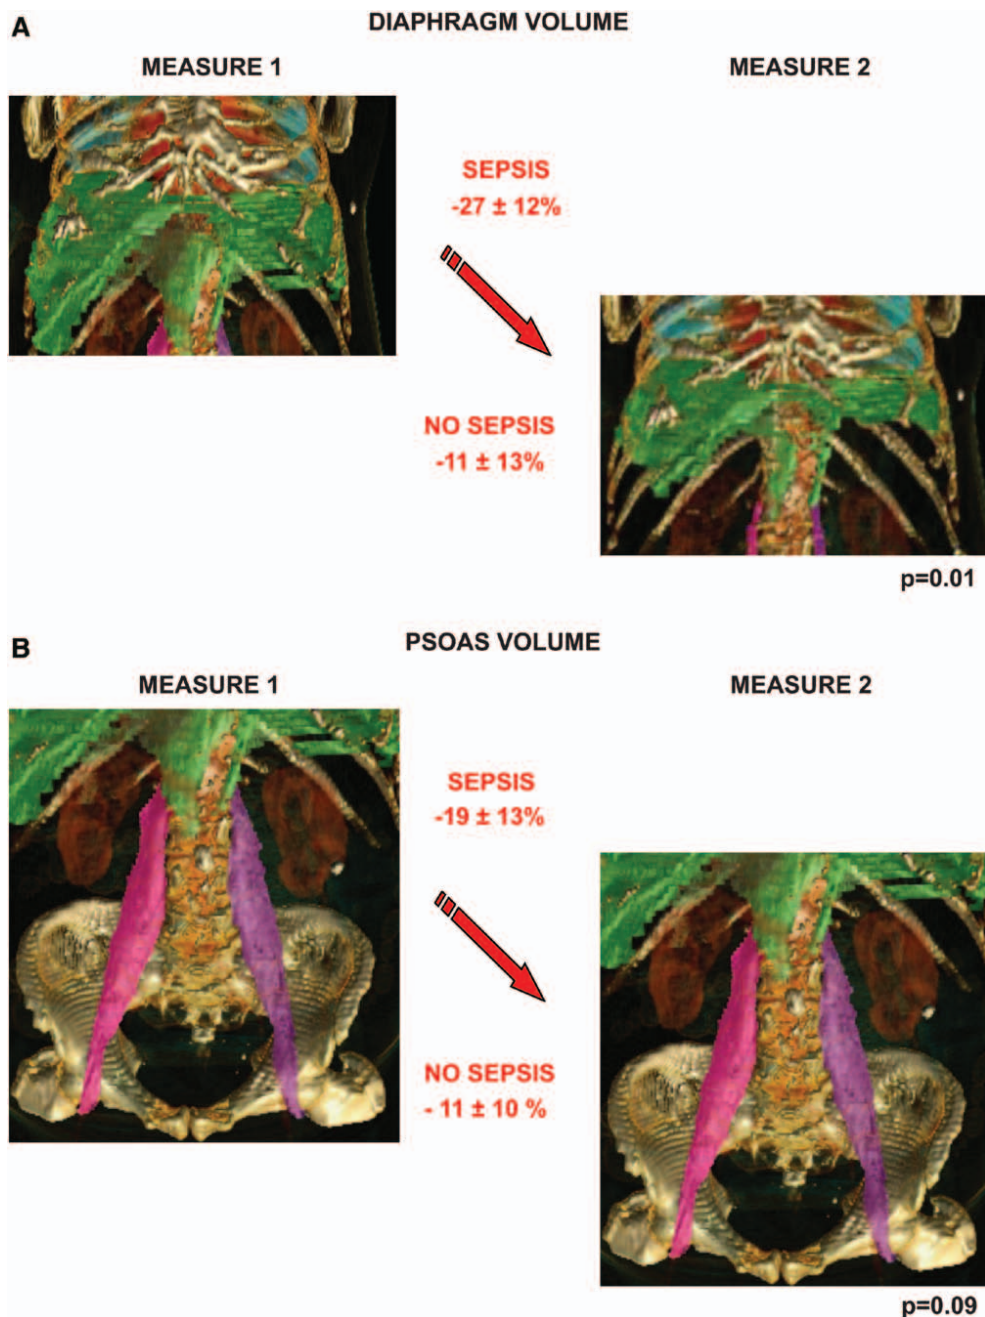 A
DIAPHRAGM VOLUME
MEASURE 1
MEASURE 2
SEPSIS
-27 ± 12%
NO SEPSIS
-11 ± 13%
p=0.01
B
PSOAS VOLUME
MEASURE 1
MEASURE 2
SEPSIS
-19 ± 13%
NO SEPSIS
- 11 ± 10 %
p=0.09